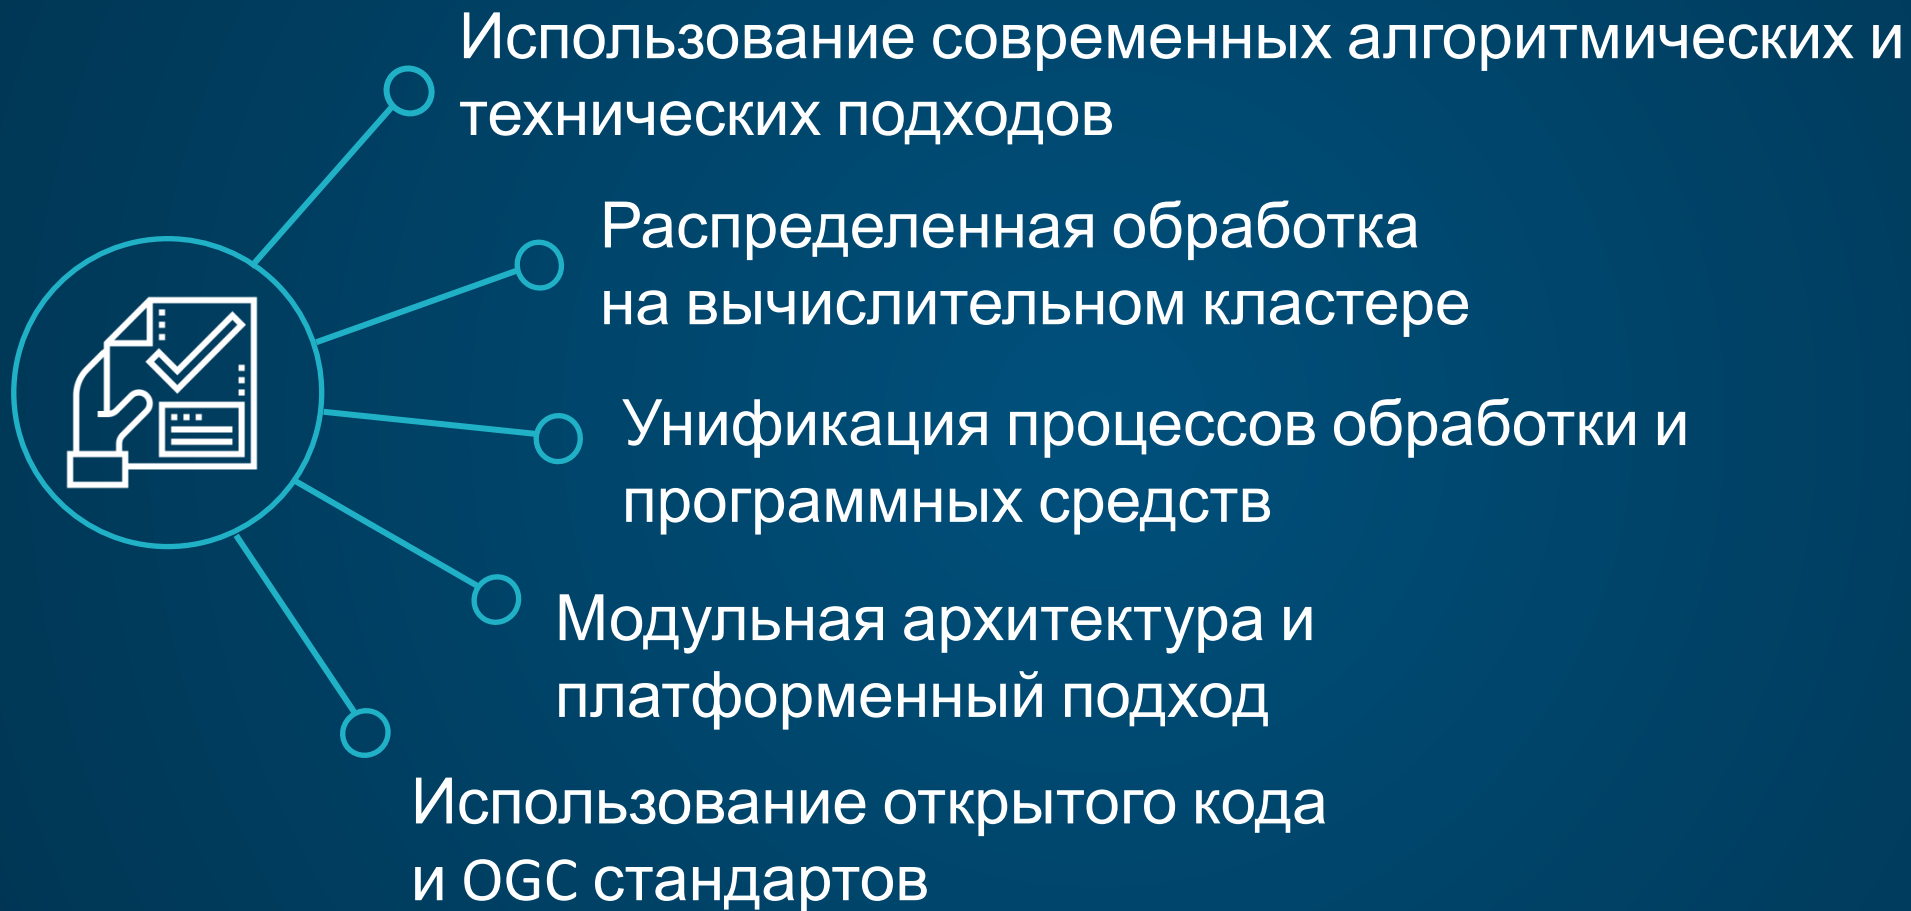 Использование современных алгоритмических и
технических подходов
Распределенная обработка
на вычислительном кластере
Унификация процессов обработки и
программных средств
Модульная архитектура и
платформенный подход
Использование открытого кода
и OGC стандартов